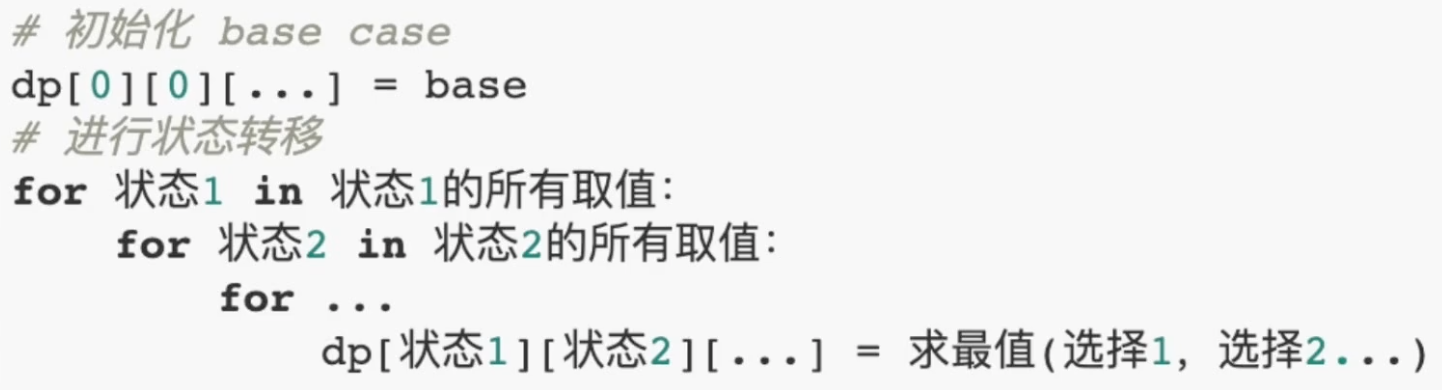 # 初始化 base case
dp[0][0][...] = base
# 进行状态转移
for 状态1 in 状态1的所有取值:
    for 状态2 in 状态2的所有取值:
        for ...
            dp[状态1][状态2][...] = 求最值(选择1, 选择2...)